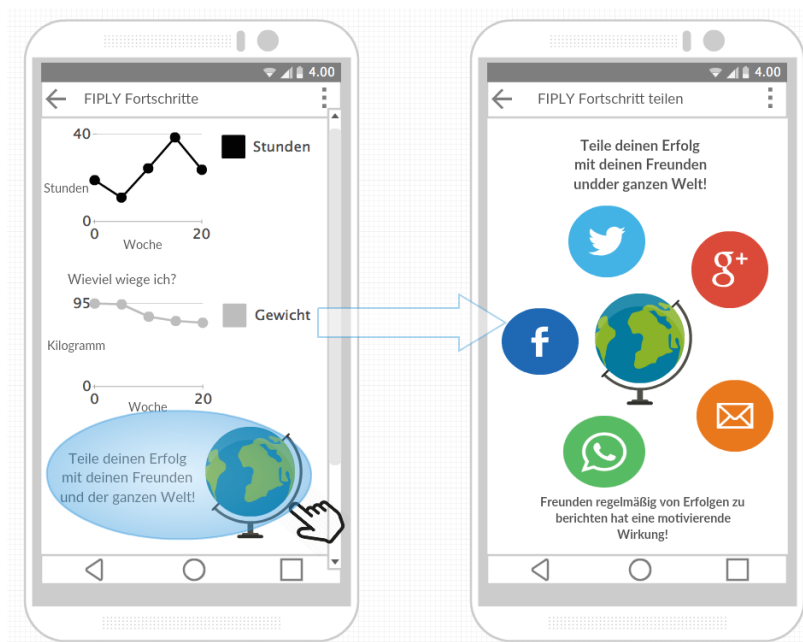 4.00
FIPLY Fortschritte
40
Stunden
Stunden
0
0
20
Woche
Wieviel wiege ich?
95
Gewicht
Kilogramm
0
0
20
Woche
Teile deinen Erfolg
mit deinen Freunden
und der ganzen Welt!
4.00
FIPLY Fortschritt teilen
Teile deinen Erfolg
mit deinen Freunden
undder ganzen Welt!
g+
f
Freunden regelmäßig von Erfolgen zu
berichten hat eine motivierende
Wirkung!